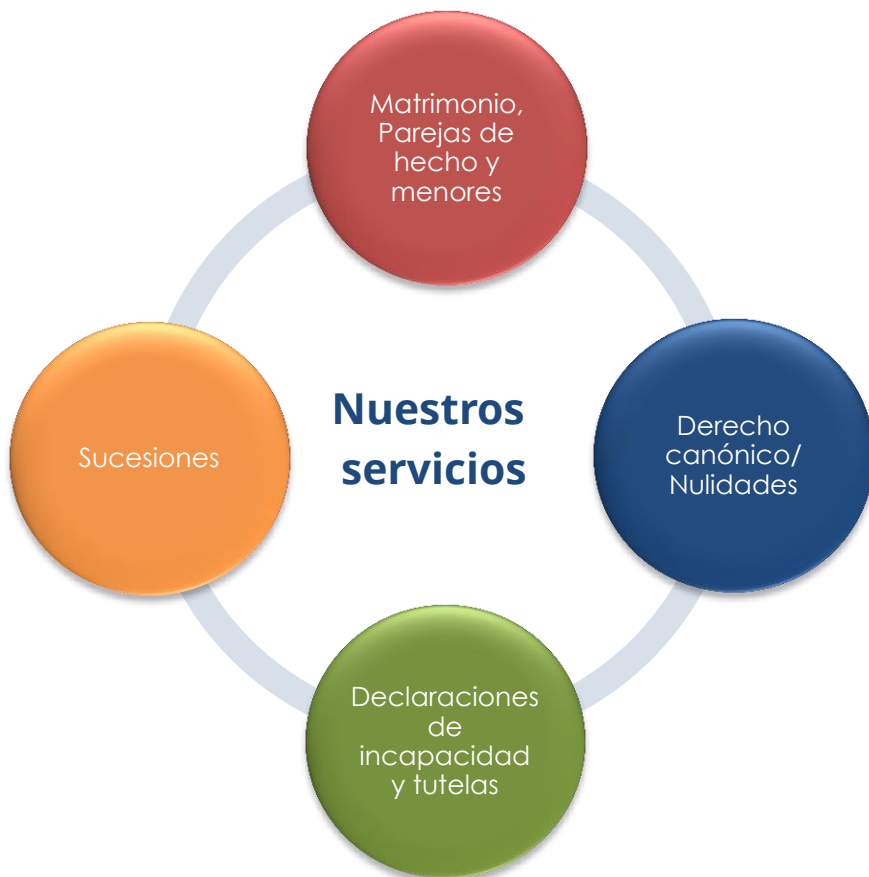 Matrimonio,
Parejas de
hecho y
menores
Nuestros
servicios
Derecho
canónico/
Nulidades
Sucesiones
Declaraciones
de
incapacidad
y tutelas